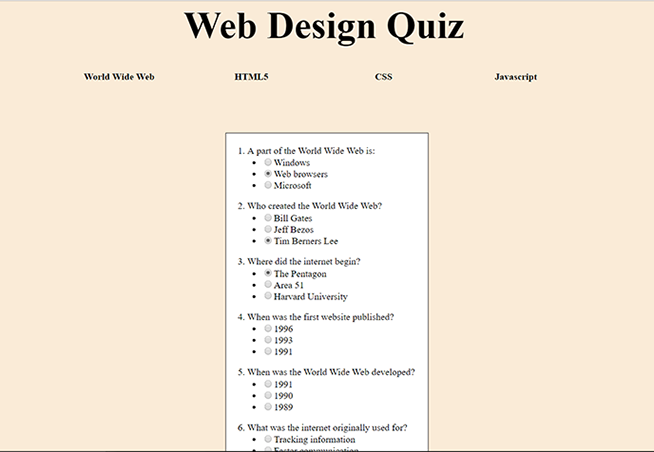 Web Design Quiz
World Wide Web HTML5 CSS Javascript
1. A part of the World Wide Web is:
Windows
Web browsers
Microsoft
2. Who created the World Wide Web?
Bill Gates
Jeff Bezos
Tim Berners Lee
3. Where did the internet begin?
The Pentagon
Area 51
Harvard University
4. When was the first website published?
1996
1993
1991
5. When was the World Wide Web developed?
1991
1990
1989
6. What was the internet originally used for?
Tracking information
Faster communication